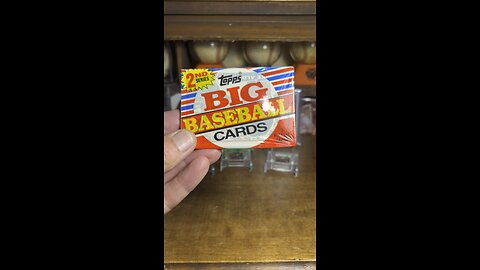 2ND
SERIES
TOPPS
BIG
BASEBALL
CARDS